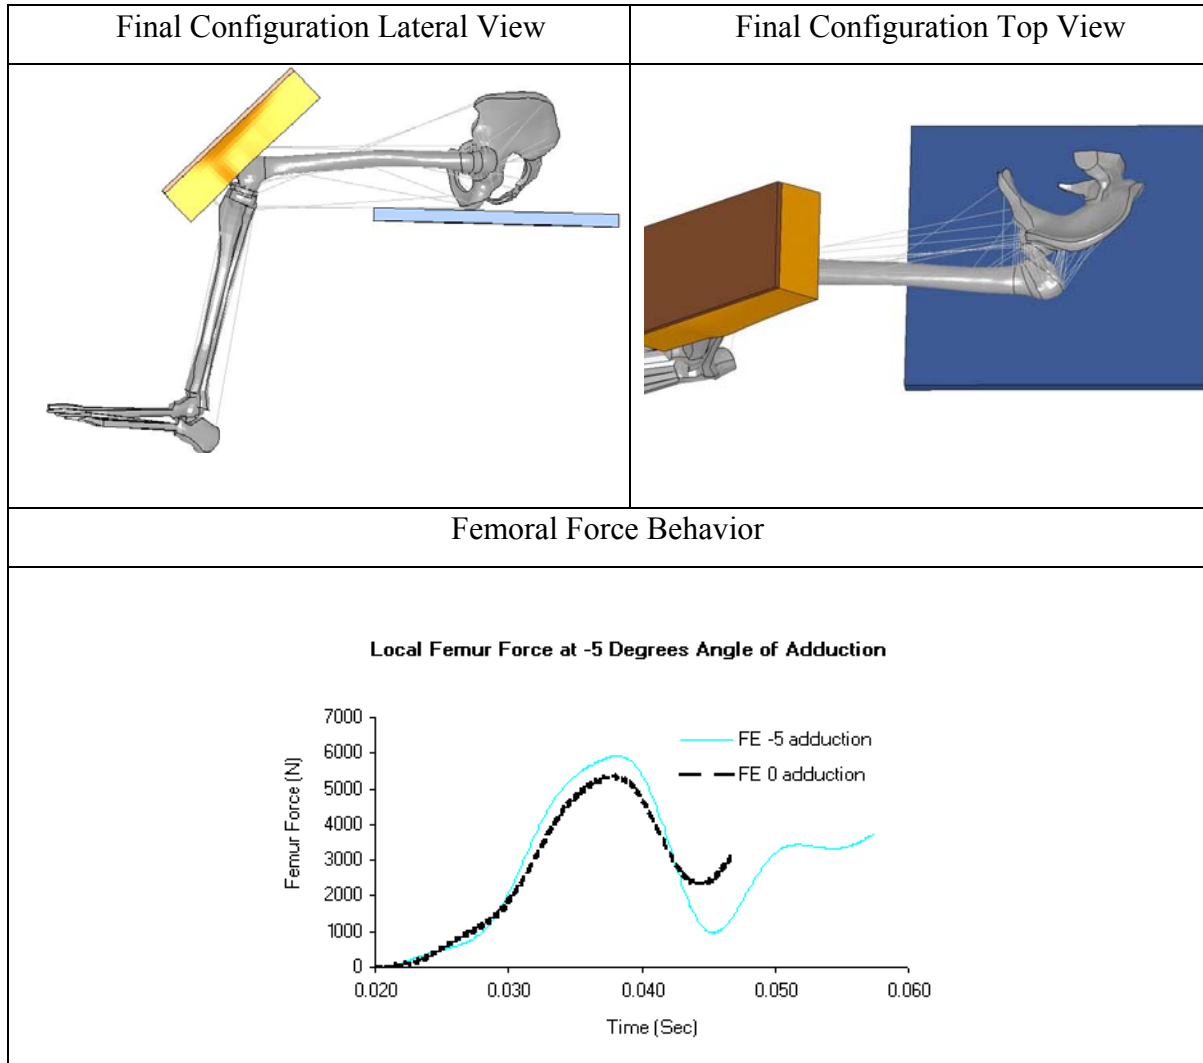 Final Configuration Lateral View
Final Configuration Top View
Femoral Force Behavior
Local Femur Force at -5 Degrees Angle of Adduction
Femur Force (N)
7000
6000
5000
4000
3000
2000
1000
0
FE -5 adduction
FE 0 adduction
0.020
0.030
0.040
0.050
0.060
Time (Sec)